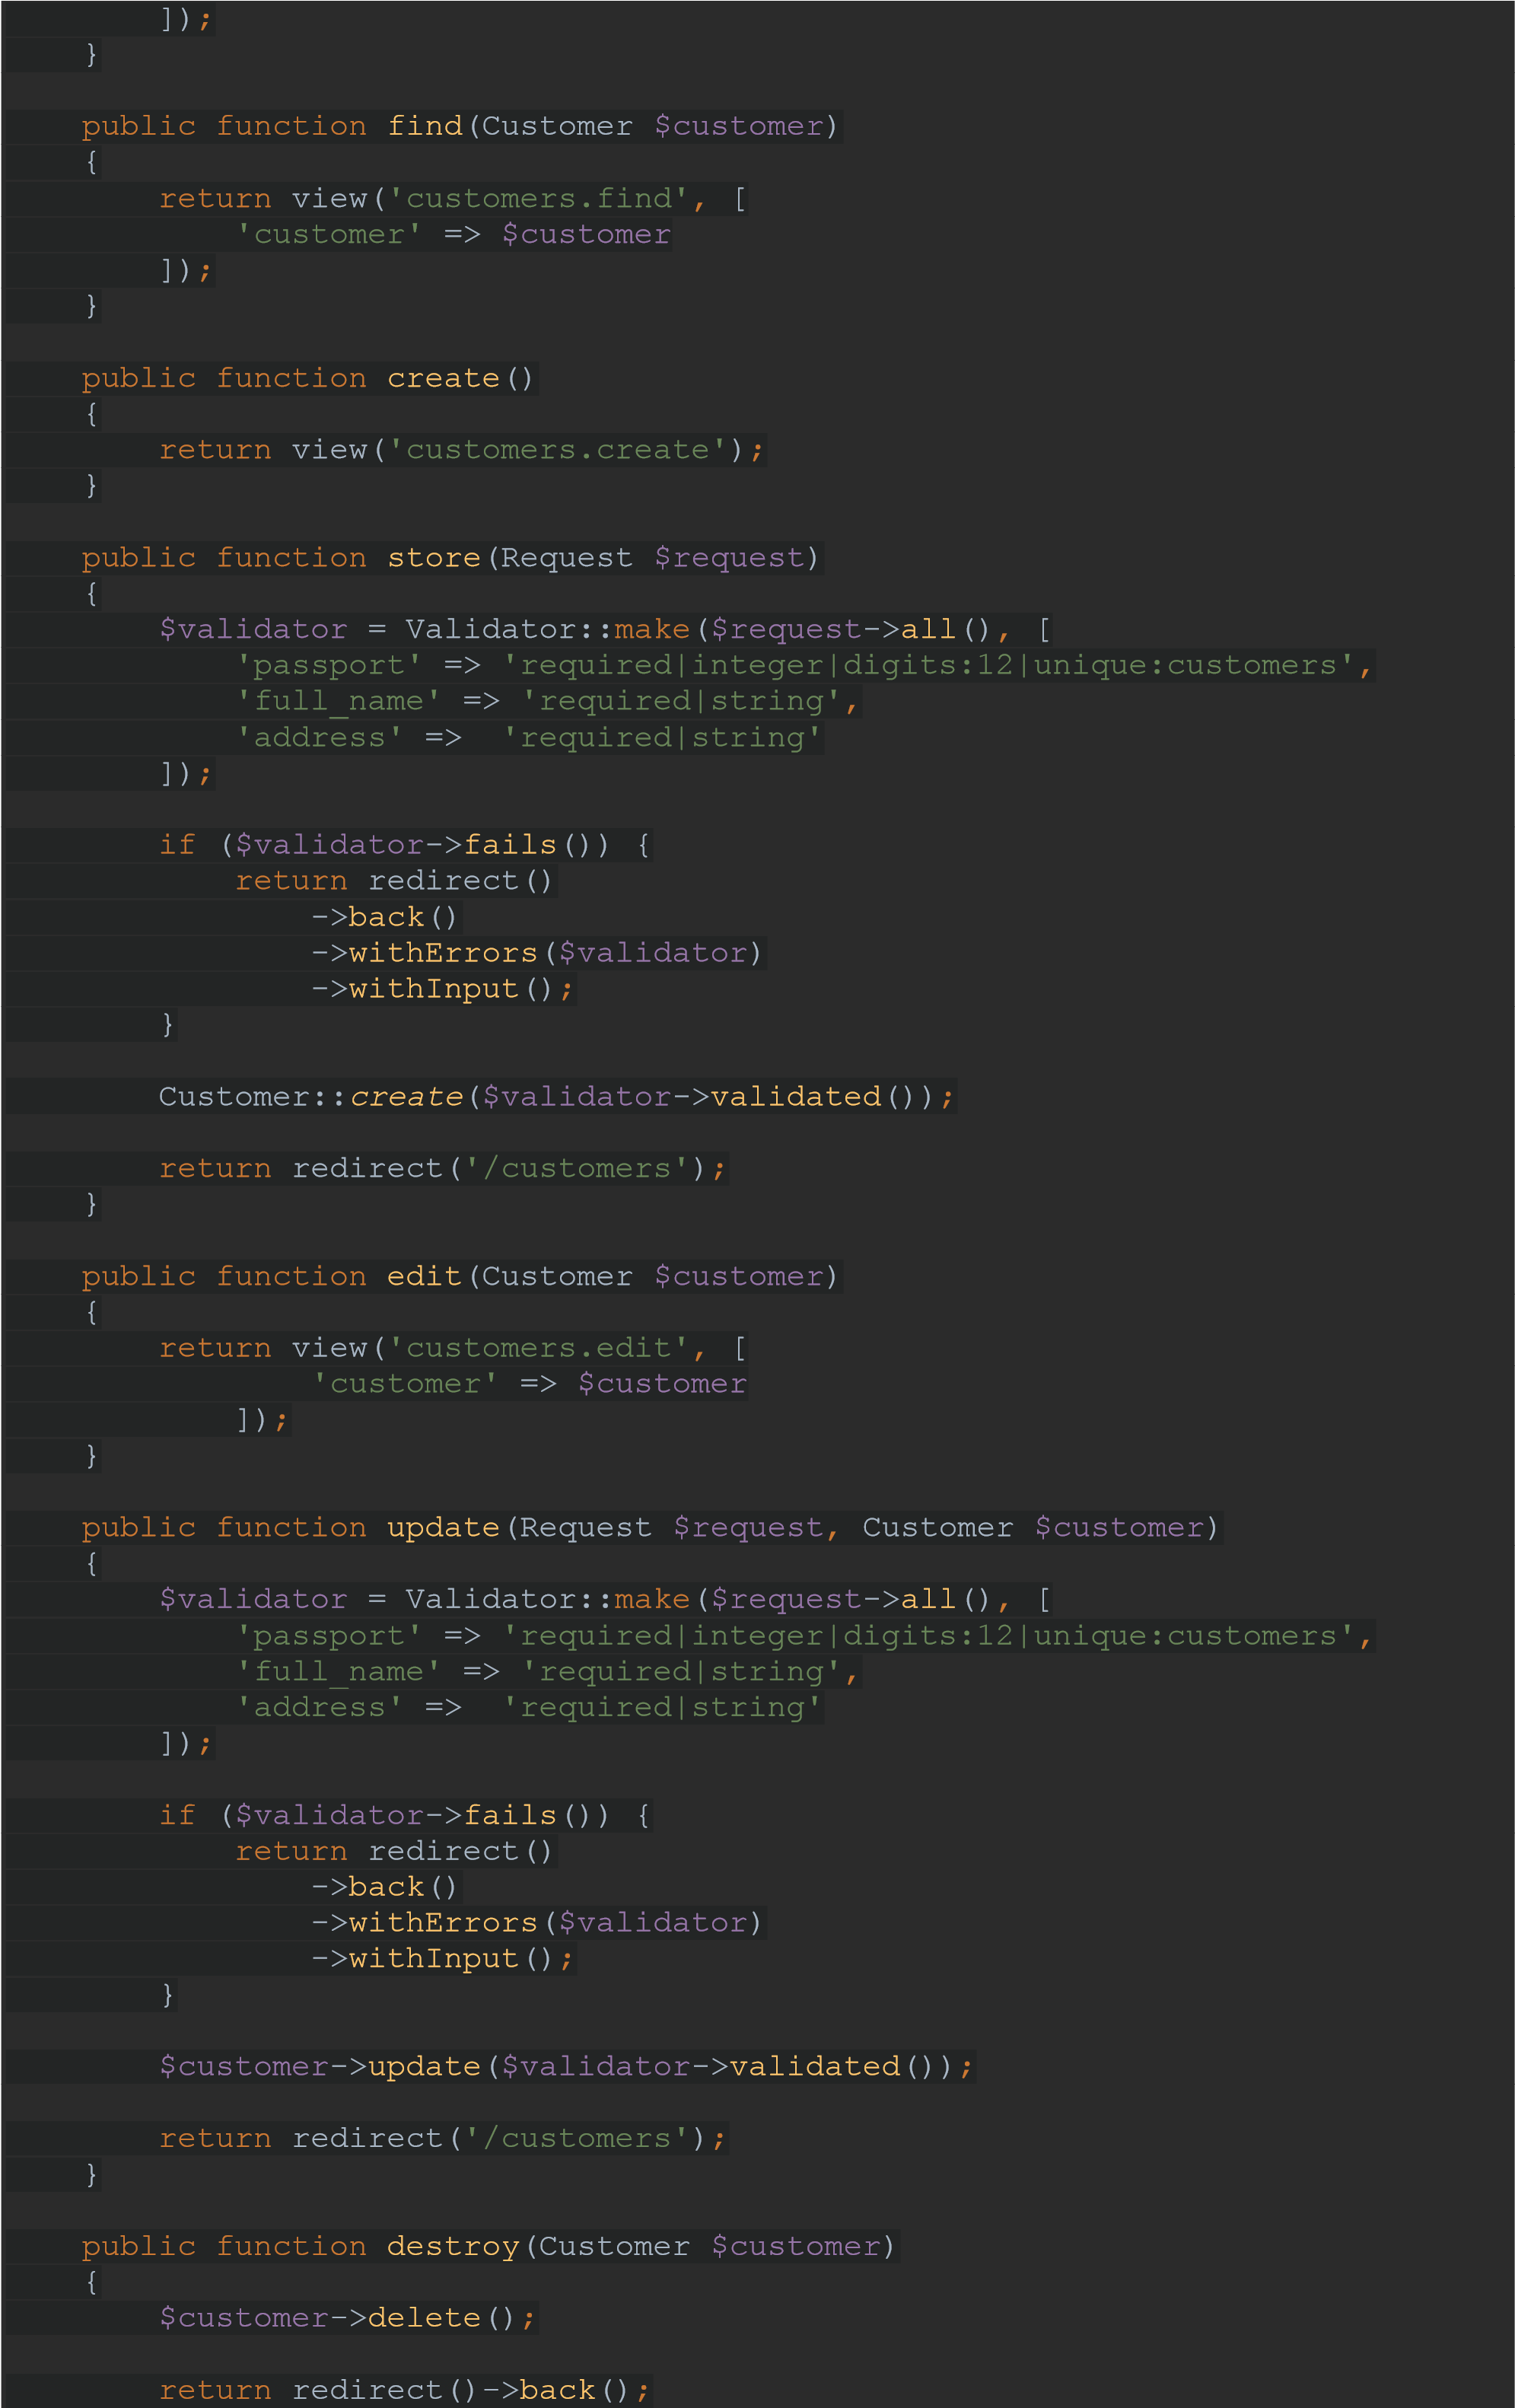 ]);
    }

    public function find(Customer $customer)
    {
        return view('customers.find', [
            'customer' => $customer
        ]);
    }

    public function create()
    {
        return view('customers.create');
    }

    public function store(Request $request)
    {
        $validator = Validator::make($request->all(), [
            'passport' => 'required|integer|digits:12|unique:customers',
            'full_name' => 'required|string',
            'address' =>  'required|string'
        ]);

        if ($validator->fails()) {
            return redirect()
                ->back()
                ->withErrors($validator)
                ->withInput();
        }

        Customer::create($validator->validated());

        return redirect('/customers');
    }

    public function edit(Customer $customer)
    {
        return view('customers.edit', [
                'customer' => $customer
            ]);
    }

    public function update(Request $request, Customer $customer)
    {
        $validator = Validator::make($request->all(), [
            'passport' => 'required|integer|digits:12|unique:customers',
            'full_name' => 'required|string',
            'address' =>  'required|string'
        ]);

        if ($validator->fails()) {
            return redirect()
                ->back()
                ->withErrors($validator)
                ->withInput();
        }

        $customer->update($validator->validated());

        return redirect('/customers');
    }

    public function destroy(Customer $customer)
    {
        $customer->delete();

        return redirect()->back();